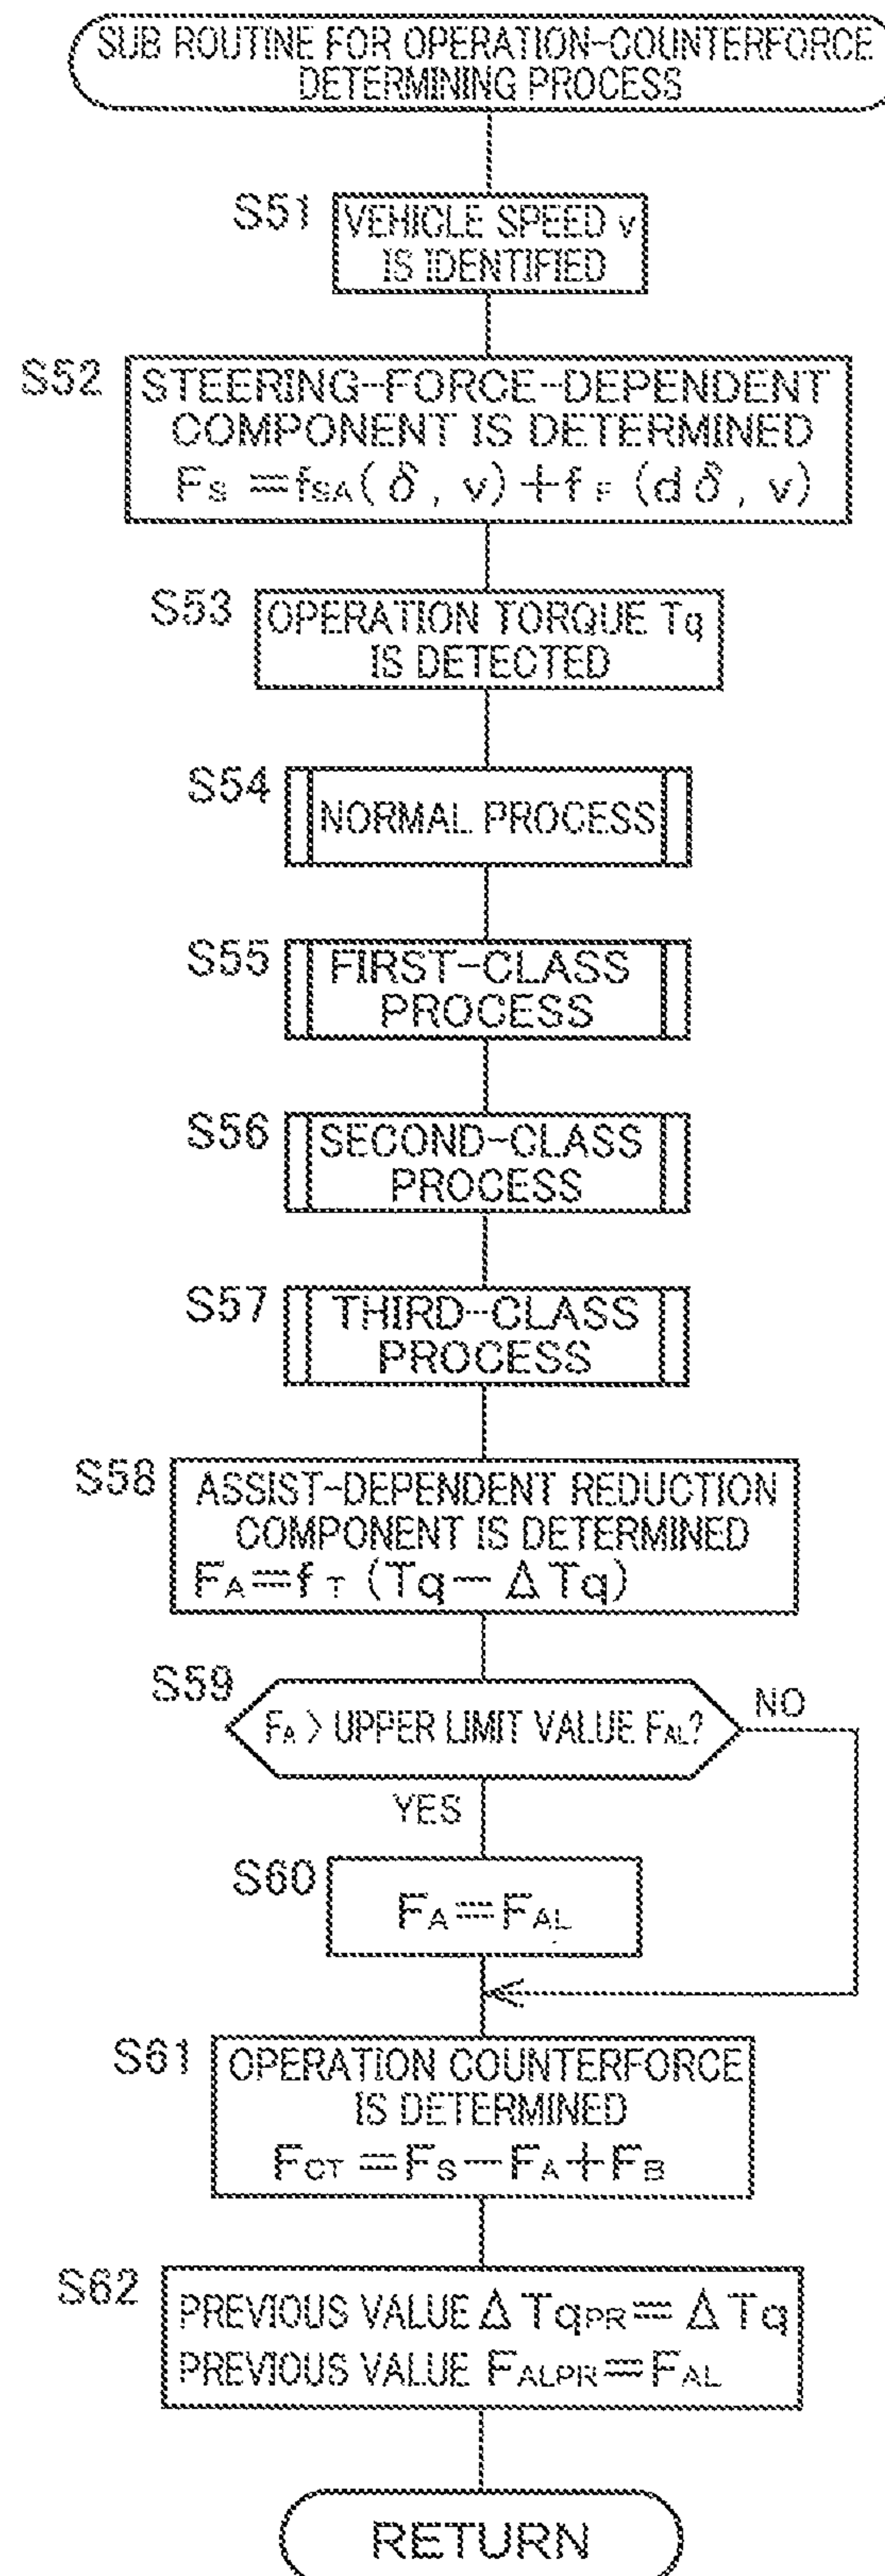 SUB ROUTINE FOR OPERATION-COUNTERFORCE
DETERMINING PROCESS
S51
VEHICLE SPEED v
IS IDENTIFIED
S52
STEERING-FORCE-DEPENDENT
COMPONENT IS DETERMINED
FS=fSA(δ, v)+fF(dδ, v)
S53
OPERATION TORQUE Tq
IS DETECTED
S54
NORMAL PROCESS
S55
FIRST-CLASS
PROCESS
S56
SECOND-CLASS
PROCESS
S57
THIRD-CLASS
PROCESS
S58
ASSIST-DEPENDENT REDUCTION
COMPONENT IS DETERMINED
FA=fT(Tq-ΔTq)
S59
FA > UPPER LIMIT VALUE FAL?
NO
YES
S60
FA=FAL
S61
OPERATION COUNTERFORCE
IS DETERMINED
FCT=FS-FA+FB
S62
PREVIOUS VALUE ΔTqPR=ΔTq
PREVIOUS VALUE FALPR=FAL
RETURN